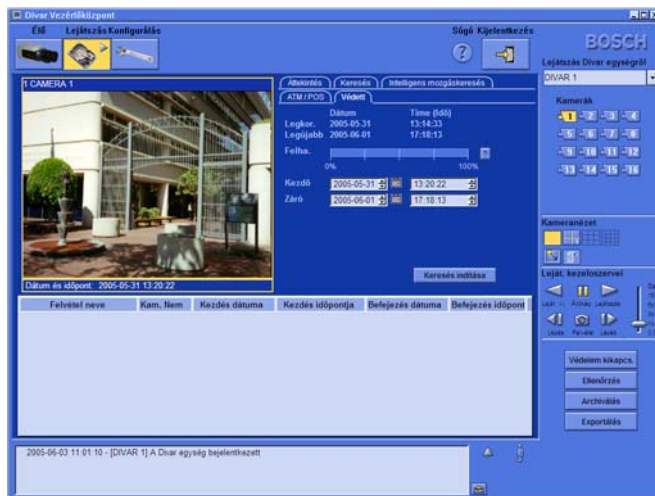 Divar Vezérlőközpont
Élő Lejátszás Konfigurálás Súgó Kijelentkezés
BOSCH
Lejátszás Divar egységről
DIVAR 1
1 CAMERA 1
Áttekintés Keresés Intelligens mozgáskeresés
ATM / POS Védett
Dátum Time (Idő)
Legkor. 2005-05-31 13:14:33
Legújabb 2005-06-01 17:18:13
Felha.
0% 100%
Kezdő 2005-05-31 13:20:22
Záró 2005-06-01 17:18:13
Keresés indítása
Dátum és időpont: 2005-05-31 13:20:22
Kamerák
1 2 3 4
5 6 7 8
9 10 11 12
13 14 15 16
Kameranézet
Leját. kezelőszervei
Felvétel neve Kam. Nem Kezdés dátuma Kezdés időpontja Befejezés dátuma Befejezés időpont
Védelem kikapcs.
Ellenőrzés
Archiválás
Exportálás
2005-06-03 11:01:10 - [DIVAR 1] A Divar egység bejelentkezett